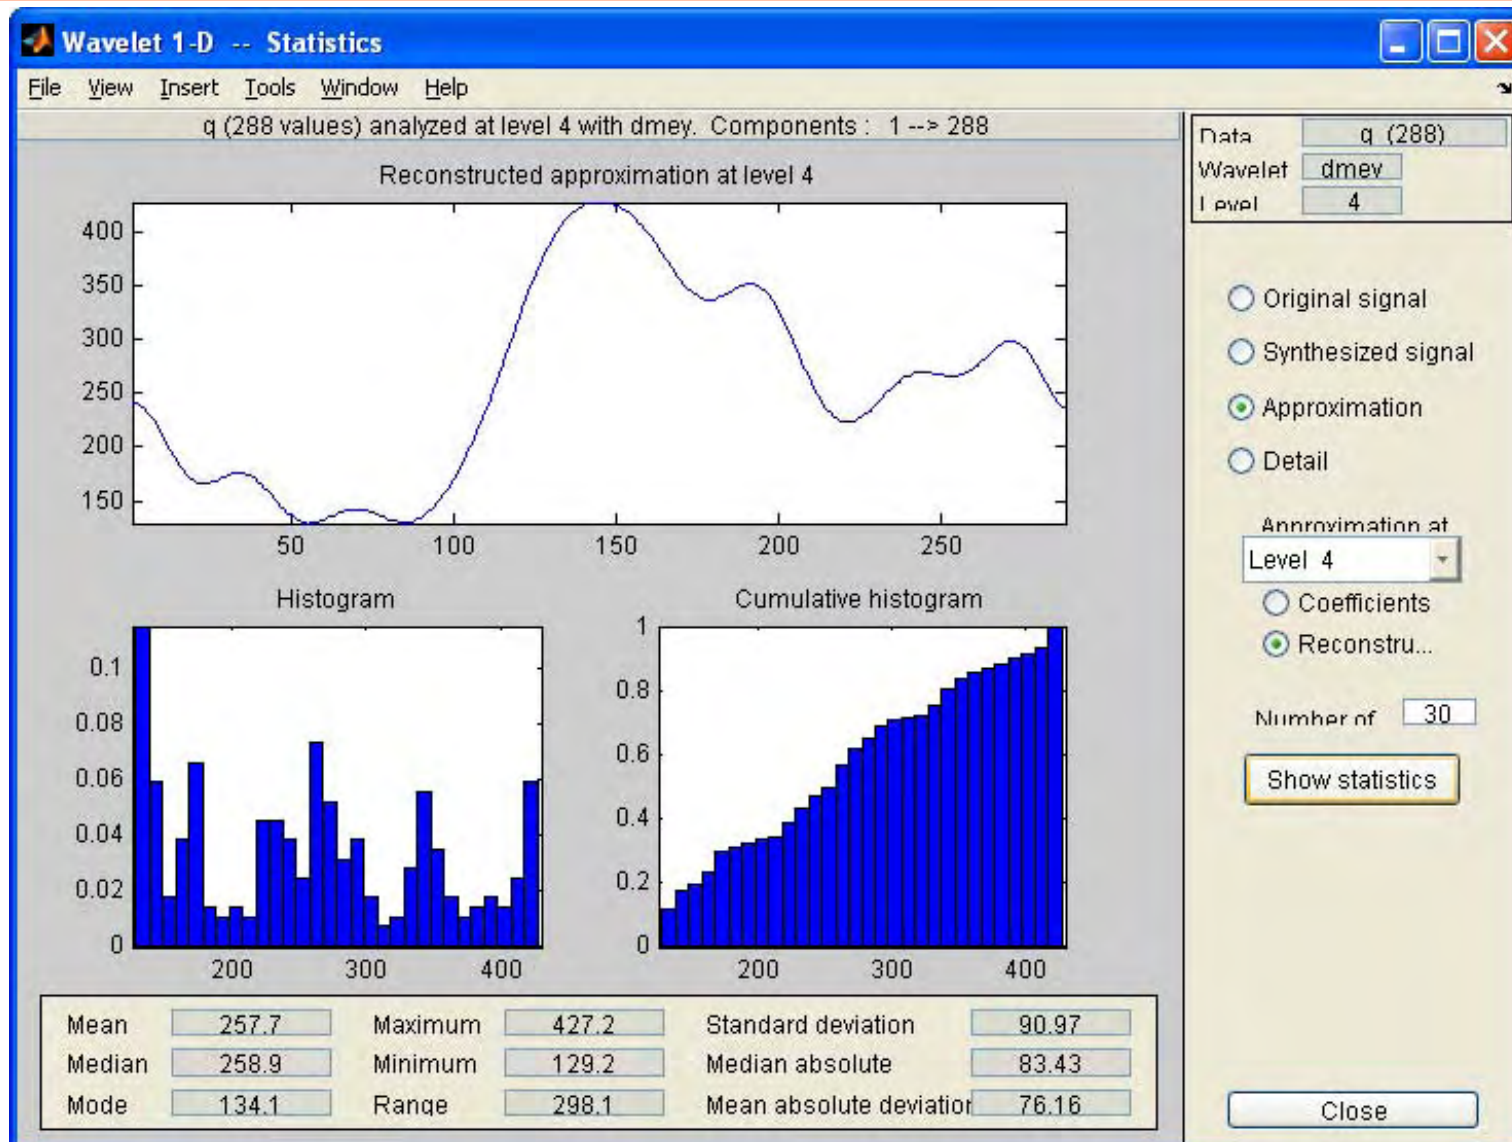 Wavelet 1-D -- Statistics
File View Insert Tools Window Help
q (288 values) analyzed at level 4 with dmey. Components : 1 --> 288
Reconstructed approximation at level 4
400
350
300
250
200
150
50 100 150 200 250
Histogram
0.1
0.08
0.06
0.04
0.02
0
200 300 400
Cumulative histogram
1
0.8
0.6
0.4
0.2
0
200 300 400
Mean 257.7 Maximum 427.2 Standard deviation 90.97
Median 258.9 Minimum 129.2 Median absolute 83.43
Mode 134.1 Range 298.1 Mean absolute deviation 76.16
Data q (288)
Wavelet dmey
Level 4
Original signal
Synthesized signal
Approximation
Detail
Approximation at
Level 4
Coefficients
Reconstru...
Number of 30
Show statistics
Close